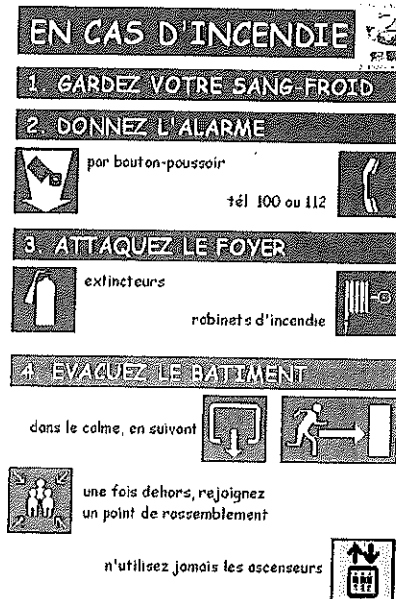 EN CAS D'INCENDIE
1. GARDEZ VOTRE SANG-FROID
2. DONNEZ L'ALARME
par bouton-poussoir
tél 100 ou 112
3. ATTAQUEZ LE FOYER
extincteurs
robinets d'incendie
4. EVACUEZ LE BATIMENT
dans le calme, en suivant
une fois dehors, rejoignez
un point de rassemblement
n'utilisez jamais les ascenseurs